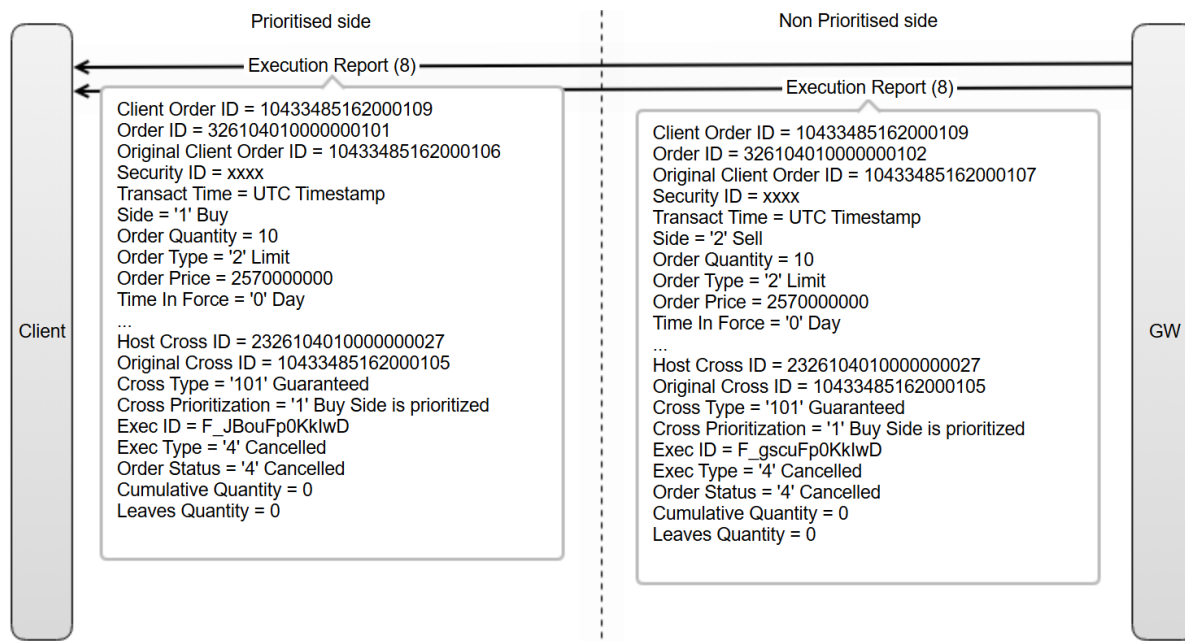 Prioritised side
Non Prioritised side
Execution Report (8)
Execution Report (8)
Client
Client Order ID = 10433485162000109
Order ID = 326104010000000101
Original Client Order ID = 10433485162000106
Security ID = xxxx
Transact Time = UTC Timestamp
Side = '1' Buy
Order Quantity = 10
Order Type = '2' Limit
Order Price = 2570000000
Time In Force = '0' Day
...
Host Cross ID = 2326104010000000027
Original Cross ID = 10433485162000105
Cross Type = '101' Guaranteed
Cross Prioritization = '1' Buy Side is prioritized
Exec ID = F_JBouFp0KkIwD
Exec Type = '4' Cancelled
Order Status = '4' Cancelled
Cumulative Quantity = 0
Leaves Quantity = 0
Client Order ID = 10433485162000109
Order ID = 326104010000000102
Original Client Order ID = 10433485162000107
Security ID = xxxx
Transact Time = UTC Timestamp
Side = '2' Sell
Order Quantity = 10
Order Type = '2' Limit
Order Price = 2570000000
Time In Force = '0' Day
...
Host Cross ID = 2326104010000000027
Original Cross ID = 10433485162000105
Cross Type = '101' Guaranteed
Cross Prioritization = '1' Buy Side is prioritized
Exec ID = F_gscuFp0KkIwD
Exec Type = '4' Cancelled
Order Status = '4' Cancelled
Cumulative Quantity = 0
Leaves Quantity = 0
GW